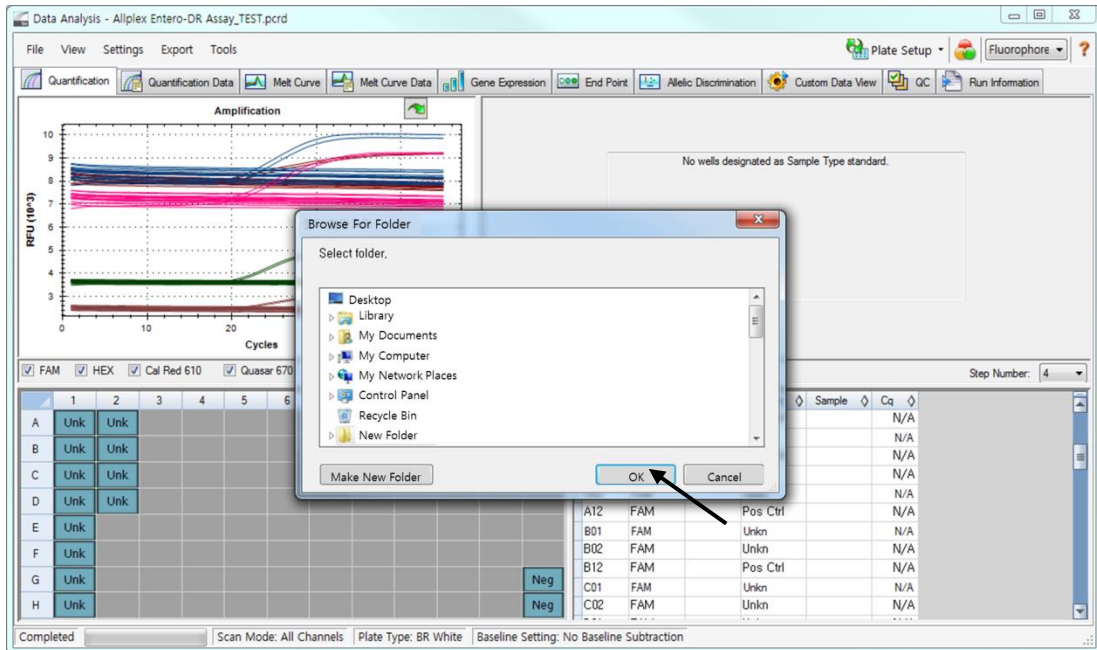 Data Analysis - Allplex Entero-DR Assay_TEST.pcrd
File View Settings Export Tools
Plate Setup Fluorophore ?
Quantification Quantification Data Melt Curve Melt Curve Data Gene Expression End Point Allelic Discrimination Custom Data View QC Run Information
Amplification
RFU (10^3)
10
9
8
7
6
5
4
3
0 10 20
Cycles
No wells designated as Sample Type standard.
Browse For Folder
Select folder,
Desktop
Library
My Documents
My Computer
My Network Places
Control Panel
Recycle Bin
New Folder
Make New Folder OK Cancel
FAM HEX Cal Red 610 Quasar 670
Step Number: 4
1 2 3 4 5 6
A Unk Unk
B Unk Unk
C Unk Unk
D Unk Unk
E Unk
F Unk
G Unk Neg
H Unk Neg
Sample Cq
N/A
N/A
N/A
N/A
N/A
A12 FAM Pos Ctrl N/A
B01 FAM Unkn N/A
B02 FAM Unkn N/A
B12 FAM Pos Ctrl N/A
C01 FAM Unkn N/A
C02 FAM Unkn N/A
Completed Scan Mode: All Channels Plate Type: BR White Baseline Setting: No Baseline Subtraction